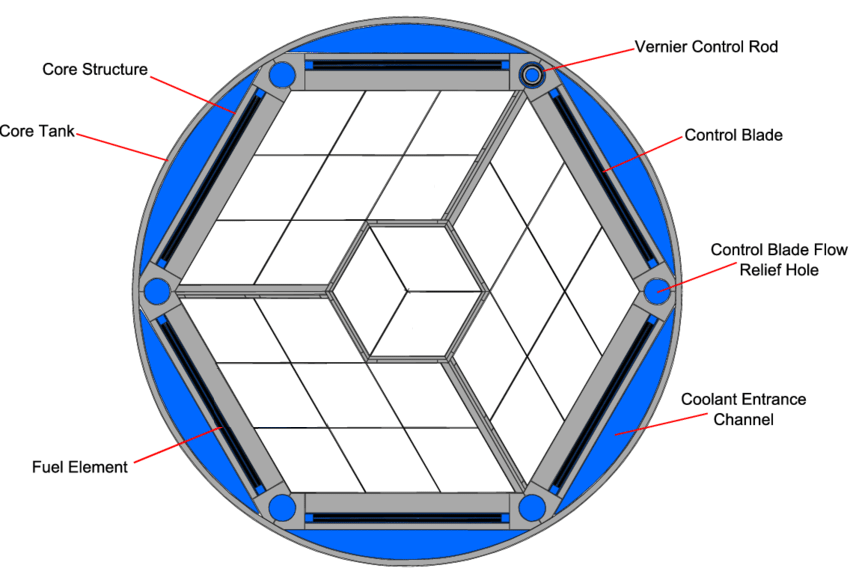 Vernier Control Rod
Core Structure
Core Tank
Control Blade
Control Blade Flow
Relief Hole
Coolant Entrance
Channel
Fuel Element